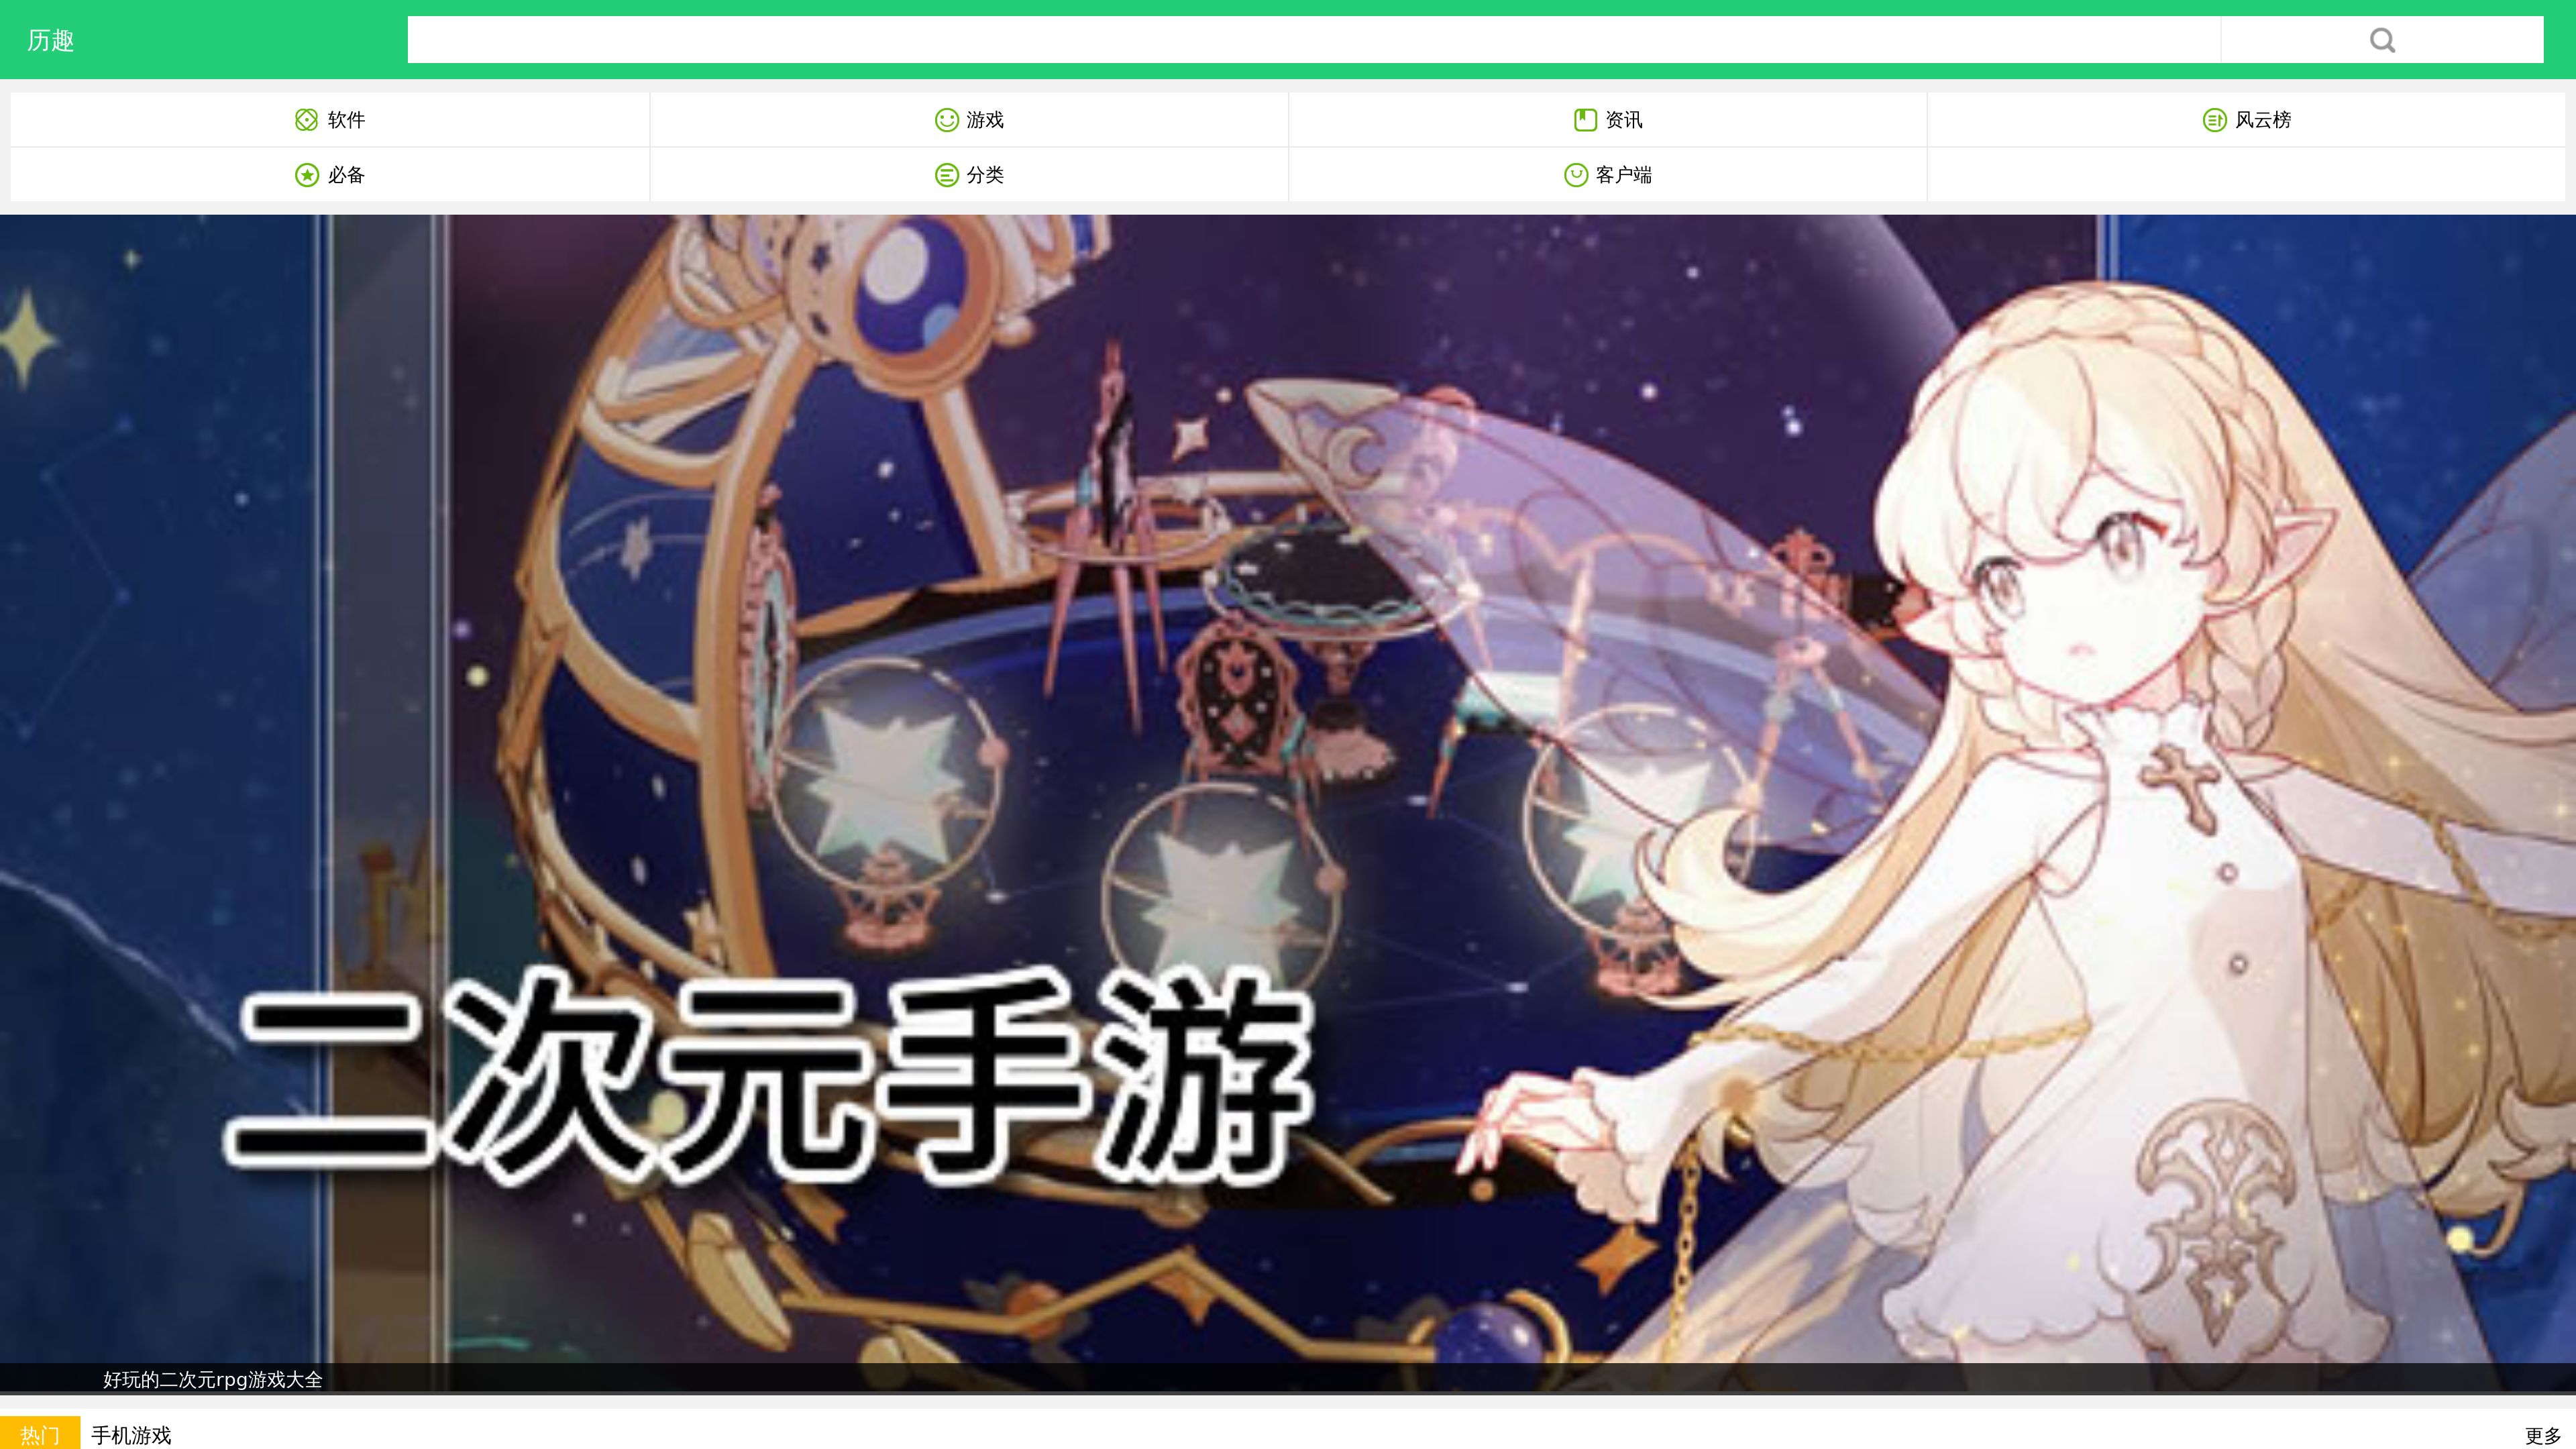 历趣
软件
游戏
资讯
风云榜
必备
分类
客户端
二次元手游
好玩的二次元rpg游戏大全
热门 手机游戏
更多